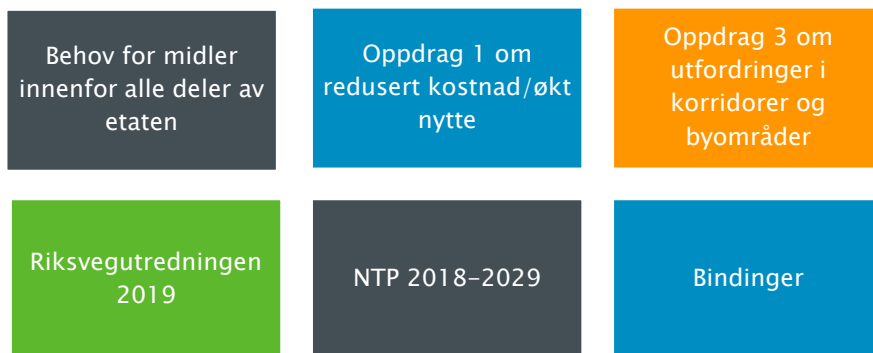 Behov for midler
innenfor alle deler av
etaten
Oppdrag 1 om
redusert kostnad/økt
nytte
Oppdrag 3 om
utfordringer i
korridorer og
byområder
Riksvegutredningen
2019
NTP 2018–2029
Bindinger